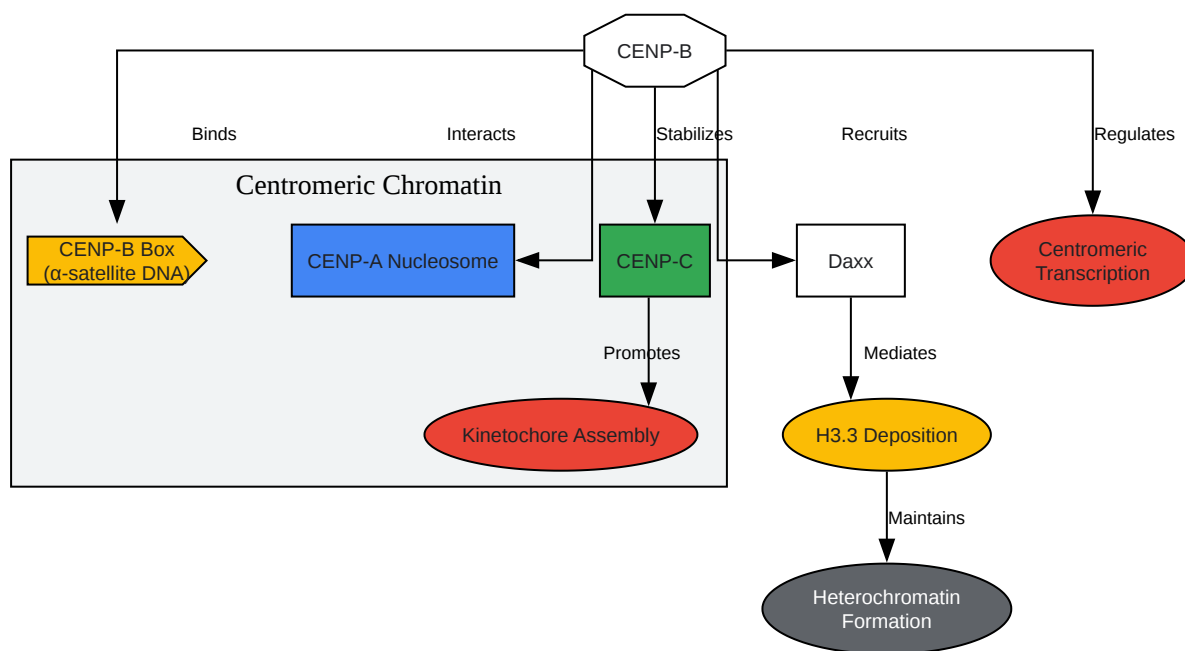 CENP-B
Binds
Interacts
Stabilizes
Recruits
Regulates
Centromeric Chromatin
CENP-B Box
(α-satellite DNA)
CENP-A Nucleosome
CENP-C
Daxx
Centromeric
Transcription
Promotes
Mediates
Kinetochore Assembly
H3.3 Deposition
Maintains
Heterochromatin
Formation